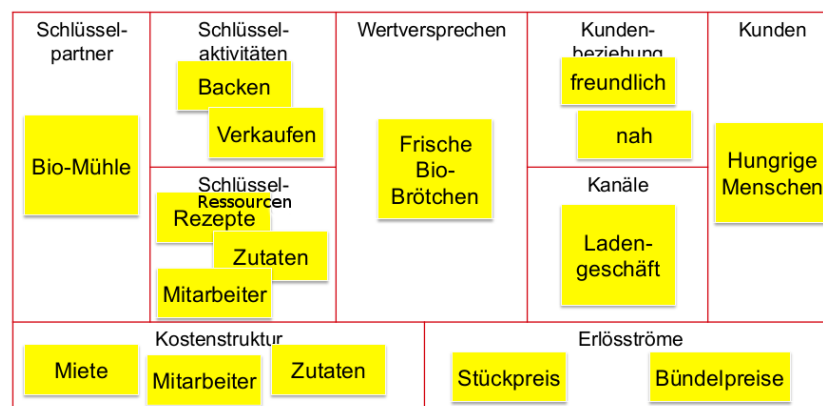 Schlüssel-
partner
Bio-Mühle
Schlüssel-
aktivitäten
Backen
Verkaufen
Schlüssel-
Ressourcen
Rezepte
Zutaten
Mitarbeiter
Wertversprechen
Frische
Bio-
Brötchen
Kunden-
beziehung
freundlich
nah
Kanäle
Laden-
geschäft
Kunden
Hungrige
Menschen
Kostenstruktur
Miete
Mitarbeiter
Zutaten
Erlösströme
Stückpreis
Bündelpreise